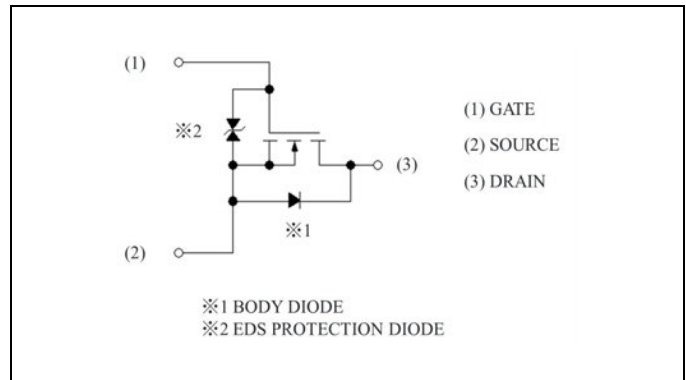 (1)
※2
(3)
※1
(2)
(1) GATE
(2) SOURCE
(3) DRAIN
※1 BODY DIODE
※2 EDS PROTECTION DIODE